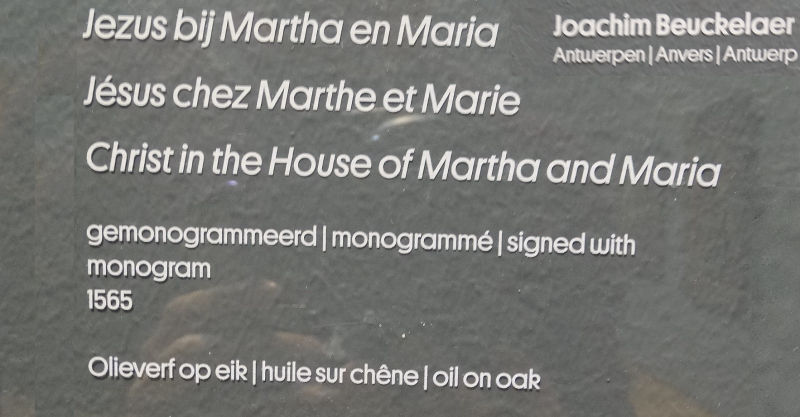 Jezus bij Martha en Maria
Joachim Beuckelaer
Antwerpen | Anvers | Antwerp
Jésus chez Marthe et Marie
Christ in the House of Martha and Maria
gemonogrammeerd | monogrammé | signed with
monogram
1565
Olieverf op eik | huile sur chêne | oil on oak